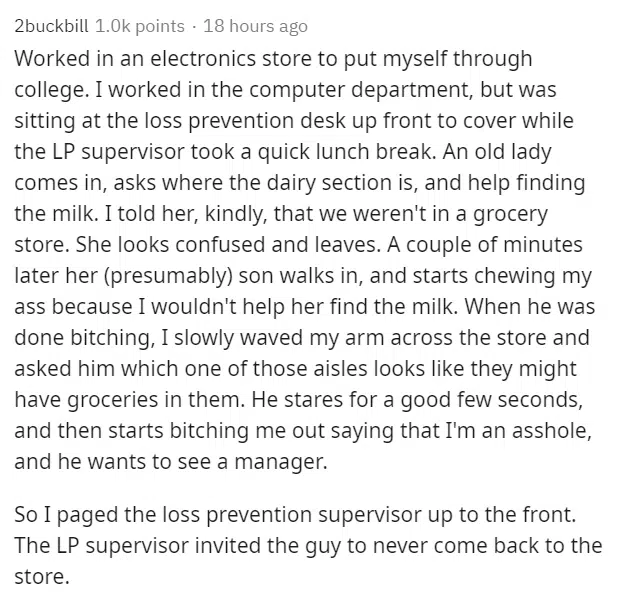 2buckbill 1.0k points · 18 hours ago
Worked in an electronics store to put myself through
college. I worked in the computer department, but was
sitting at the loss prevention desk up front to cover while
the LP supervisor took a quick lunch break. An old lady
comes in, asks where the dairy section is, and help finding
the milk. I told her, kindly, that we weren't in a grocery
store. She looks confused and leaves. A couple of minutes
later her (presumably) son walks in, and starts chewing my
ass because I wouldn't help her find the milk. When he was
done bitching, I slowly waved my arm across the store and
asked him which one of those aisles looks like they might
have groceries in them. He stares for a good few seconds,
and then starts bitching me out saying that I'm an asshole,
and he wants to see a manager.
So I paged the loss prevention supervisor up to the front.
The LP supervisor invited the guy to never come back to the
store.